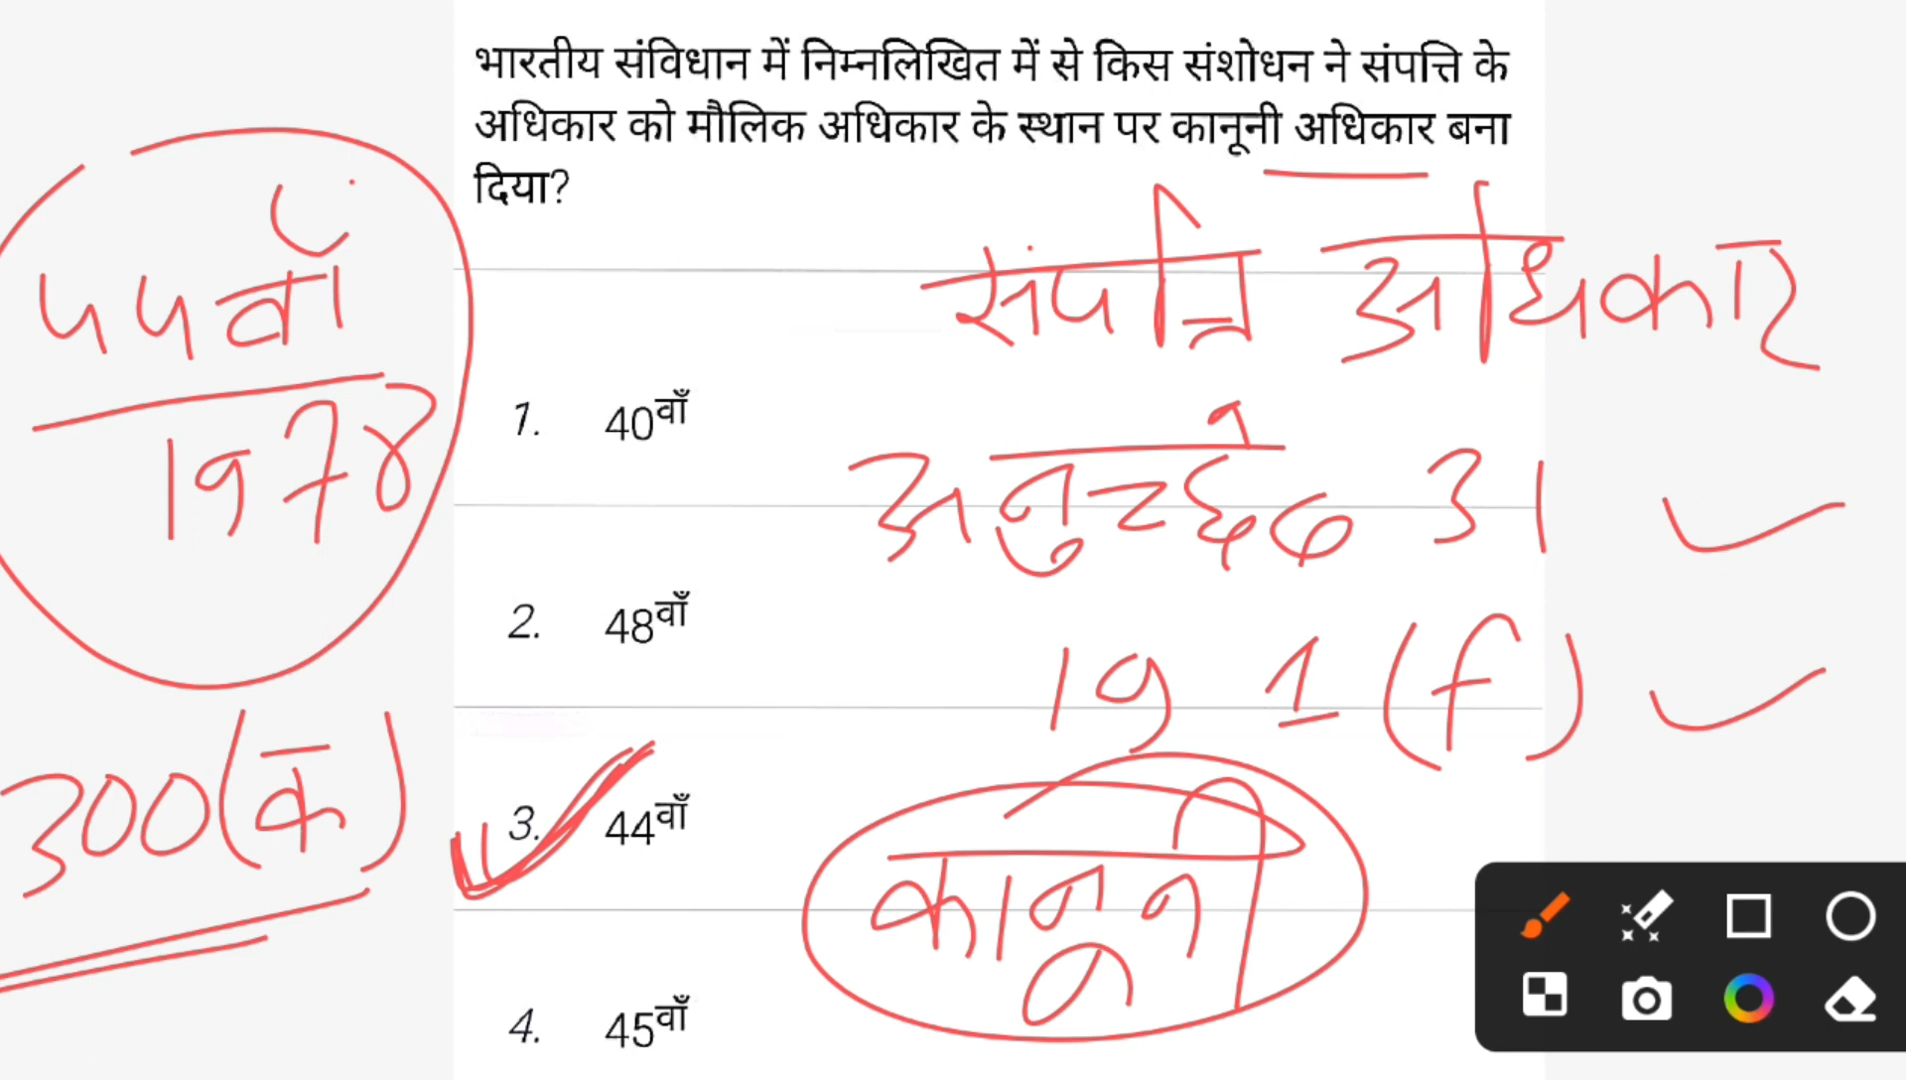 भारतीय संविधान में निम्नलिखित में से किस संशोधन ने संपत्ति के
अधिकार को मौलिक अधिकार के स्थान पर कानूनी अधिकार बना
दिया?
संपत्ति अधिकार
44वाँ
1978
1. 40वाँ
अनुच्छेद 31
2. 48वाँ
19 1 (f)
300(क)
3. 44वाँ
कानूनी
4. 45वाँ